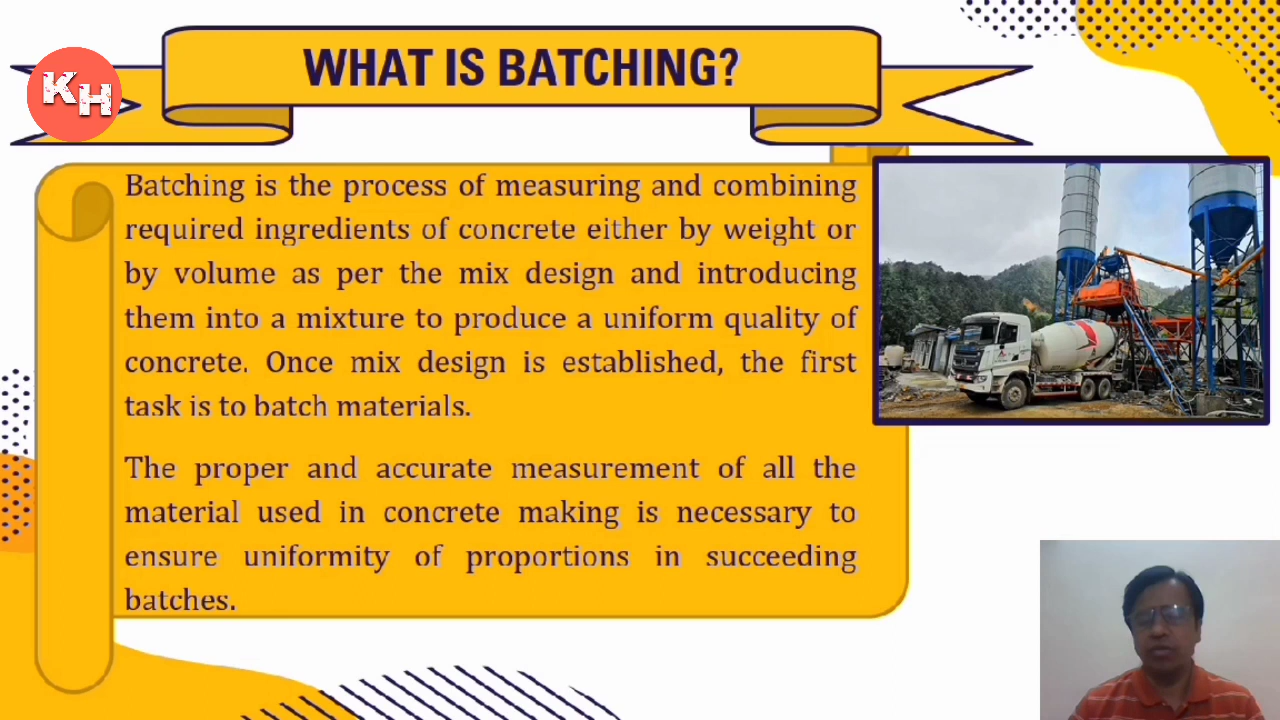 KH
WHAT IS BATCHING?
Batching is the process of measuring and combining
required ingredients of concrete either by weight or
by volume as per the mix design and introducing
them into a mixture to produce a uniform quality of
concrete. Once mix design is established, the first
task is to batch materials.
The proper and accurate measurement of all the
material used in concrete making is necessary to
ensure uniformity of proportions in succeeding
batches.